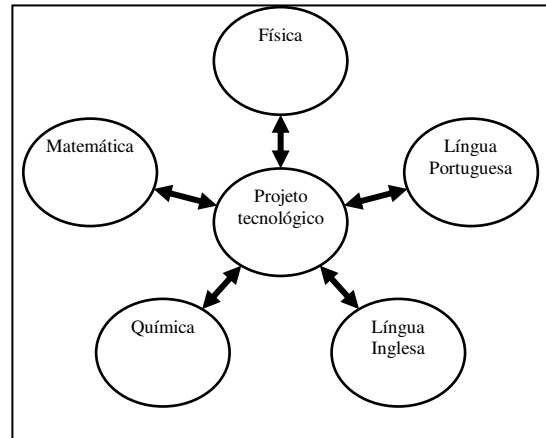 Física
Matemática
Língua
Portuguesa
Projeto
tecnológico
Química
Língua
Inglesa